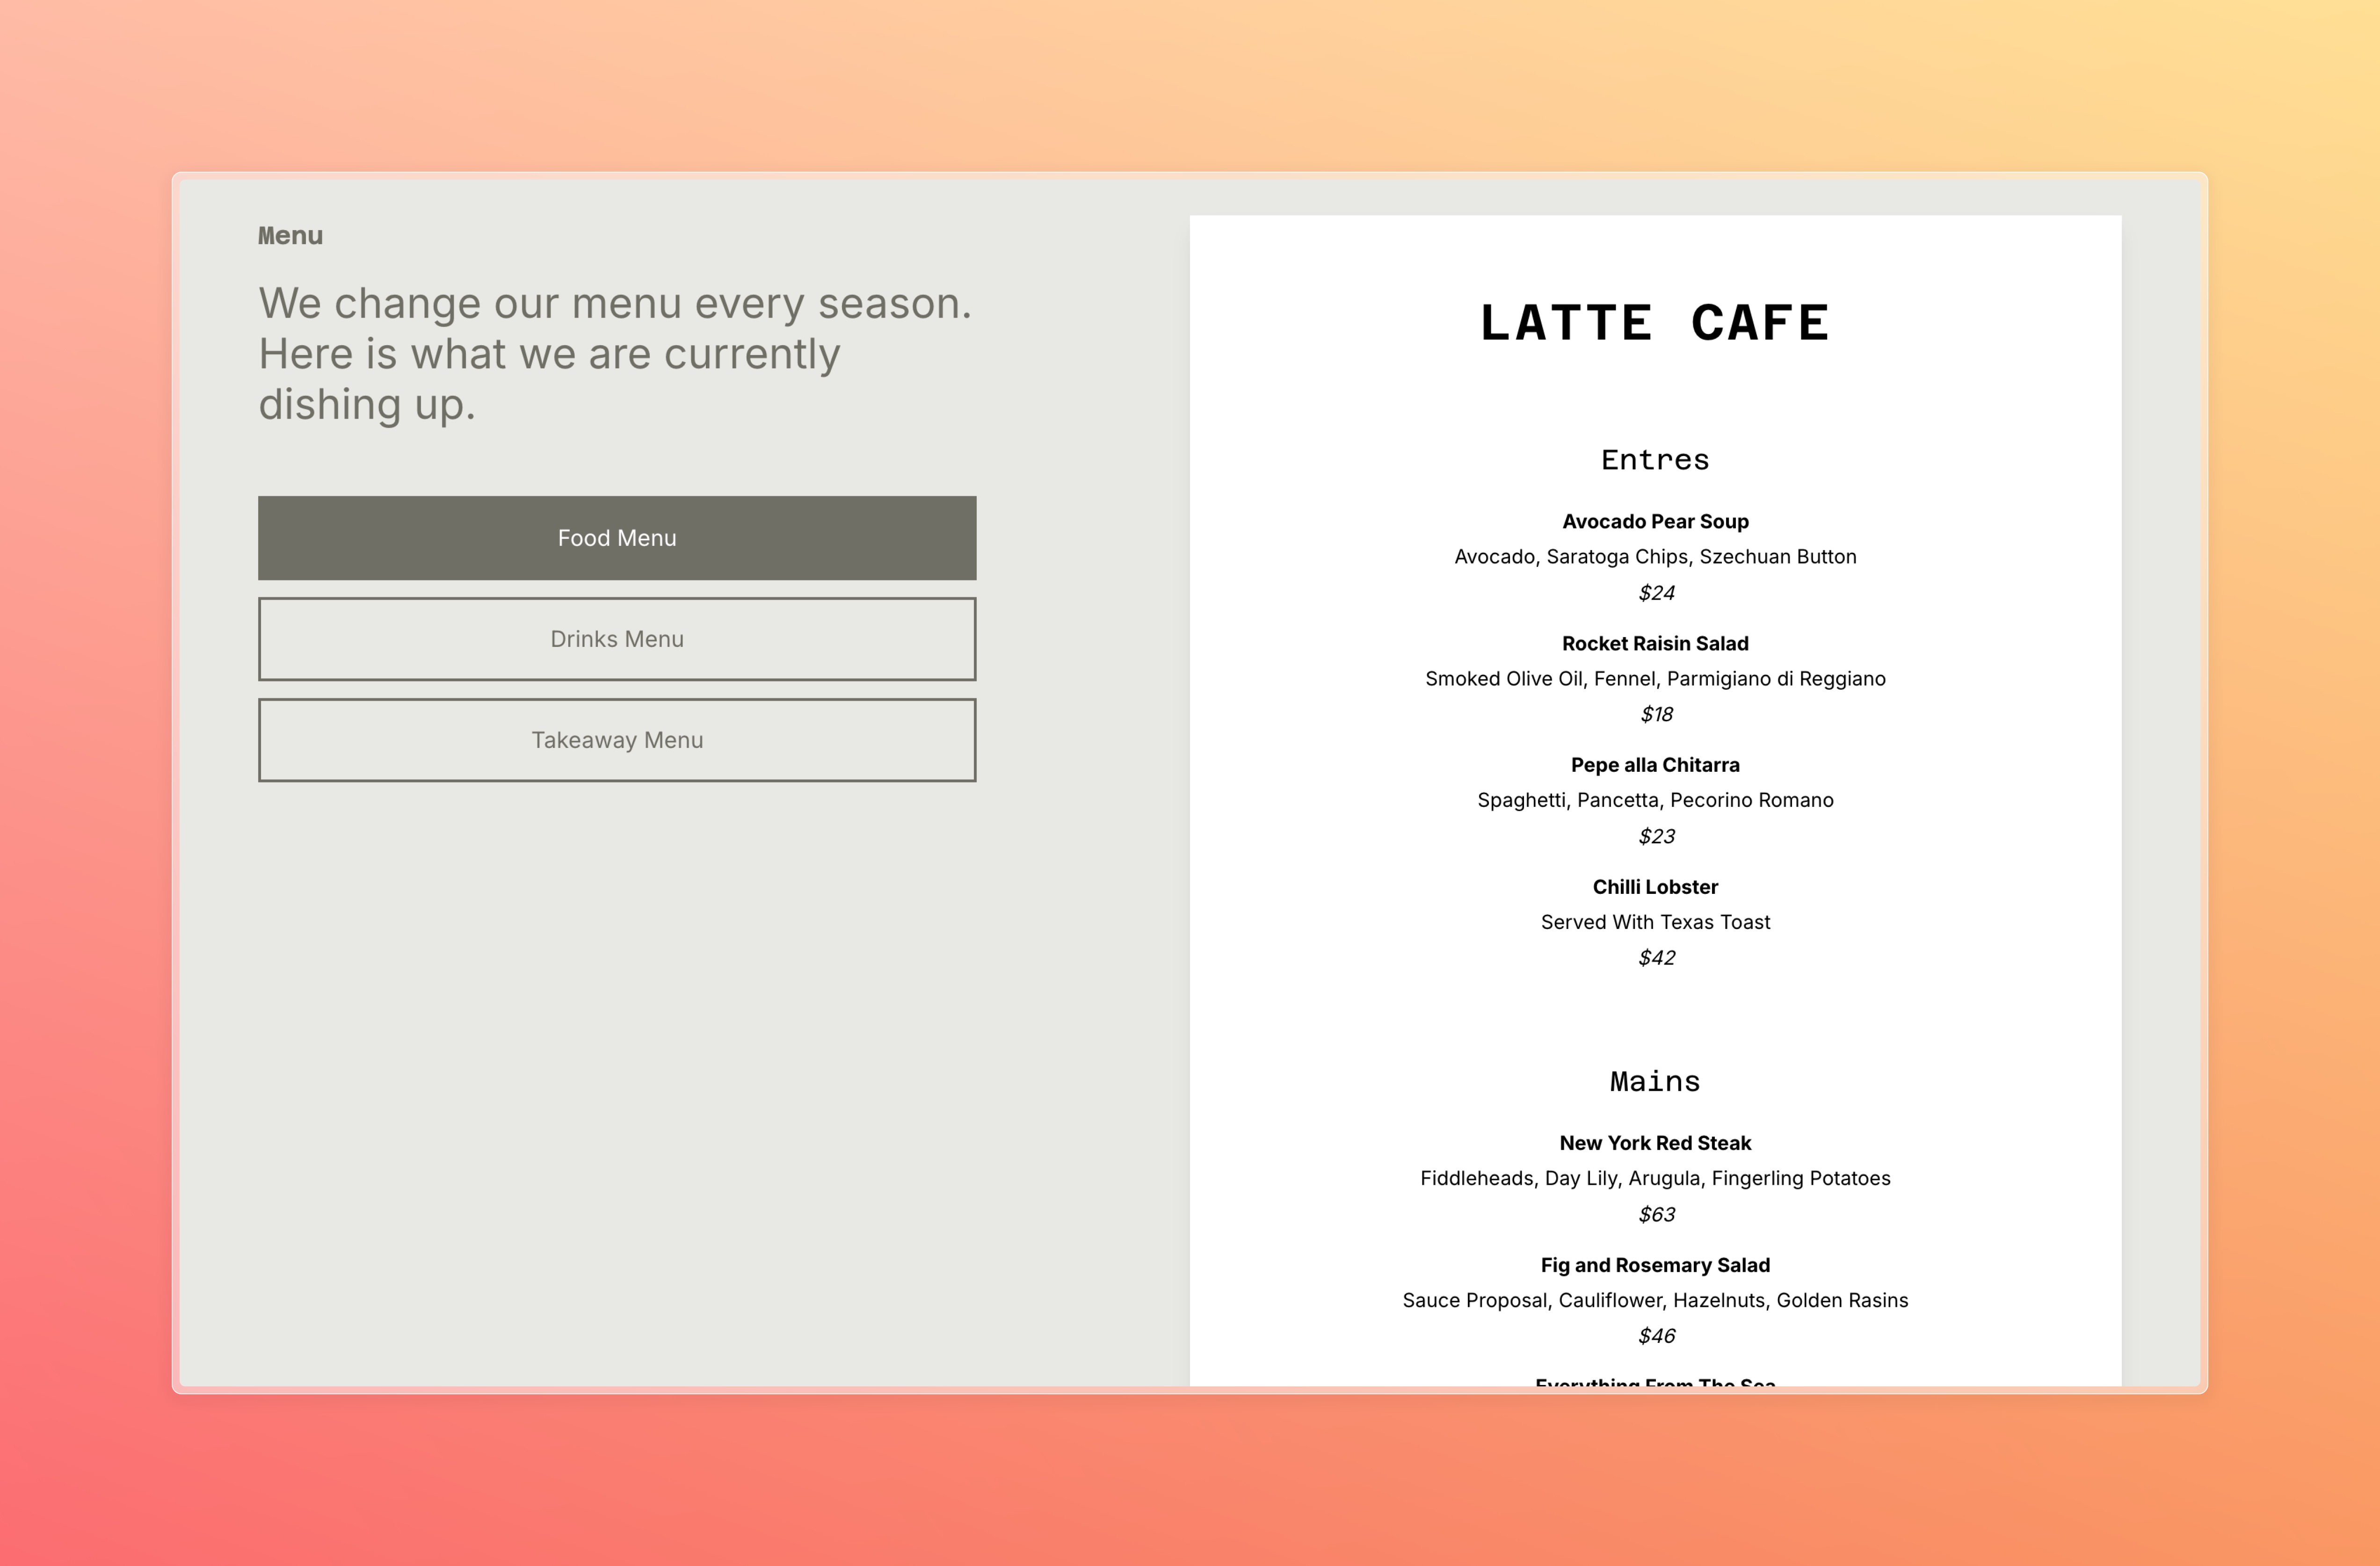 Menu
We change our menu every season.
Here is what we are currently
dishing up.
Food Menu
Drinks Menu
Takeaway Menu
LATTE CAFE
Entres
Avocado Pear Soup
Avocado, Saratoga Chips, Szechuan Button
$24
Rocket Raisin Salad
Smoked Olive Oil, Fennel, Parmigiano di Reggiano
$18
Pepe alla Chitarra
Spaghetti, Pancetta, Pecorino Romano
$23
Chilli Lobster
Served With Texas Toast
$42
Mains
New York Red Steak
Fiddleheads, Day Lily, Arugula, Fingerling Potatoes
$63
Fig and Rosemary Salad
Sauce Proposal, Cauliflower, Hazelnuts, Golden Rasins
$46
Everything From The Sea